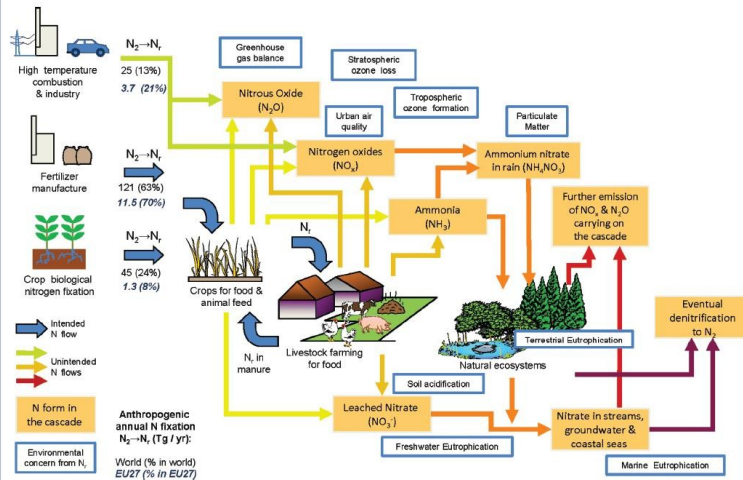 High temperature
combustion
& industry
N₂→Nᵣ
25 (13%)
3.7 (21%)
Fertilizer
manufacture
N₂→Nᵣ
121 (63%)
11.5 (70%)
Crop biological
nitrogen fixation
N₂→Nᵣ
45 (24%)
1.3 (8%)
Intended
N flow
Unintended
N flows
N form in
the cascade
Environmental
concern from Nᵣ
Anthropogenic
annual N fixation
N₂→Nᵣ (Tg / yr):
World (% in world)
EU27 (% in EU27)
Greenhouse
gas balance
Stratospheric
ozone loss
Tropospheric
ozone formation
Urban air
quality
Particulate
Matter
Nitrous Oxide
(N₂O)
Nitrogen oxides
(NOₓ)
Ammonium nitrate
in rain (NH₄NO₃)
Ammonia
(NH₃)
Further emission
of NOₓ & N₂O
carrying on
the cascade
Nᵣ
Crops for food &
animal feed
Nᵣ in
manure
Livestock farming
for food
Terrestrial Eutrophication
Natural ecosystems
Eventual
denitrification
to N₂
Soil acidification
Leached Nitrate
(NO₃⁻)
Freshwater Eutrophication
Nitrate in streams,
groundwater &
coastal seas
Marine Eutrophication